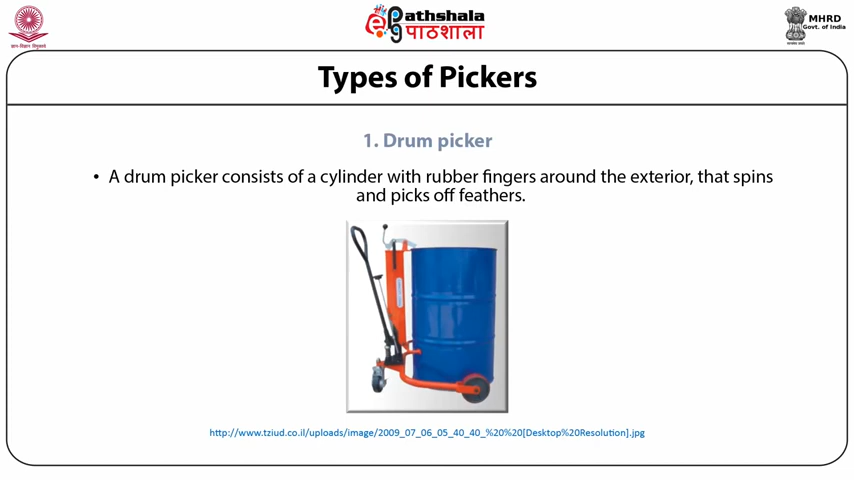 ePathshala
पाठशाला
MHRD
Govt. of India
Types of Pickers
1. Drum picker
• A drum picker consists of a cylinder with rubber fingers around the exterior, that spins
and picks off feathers.
http://www.tziud.co.il/uploads/image/2009_07_06_05_40_40_%20%20[Desktop%20Resolution].jpg